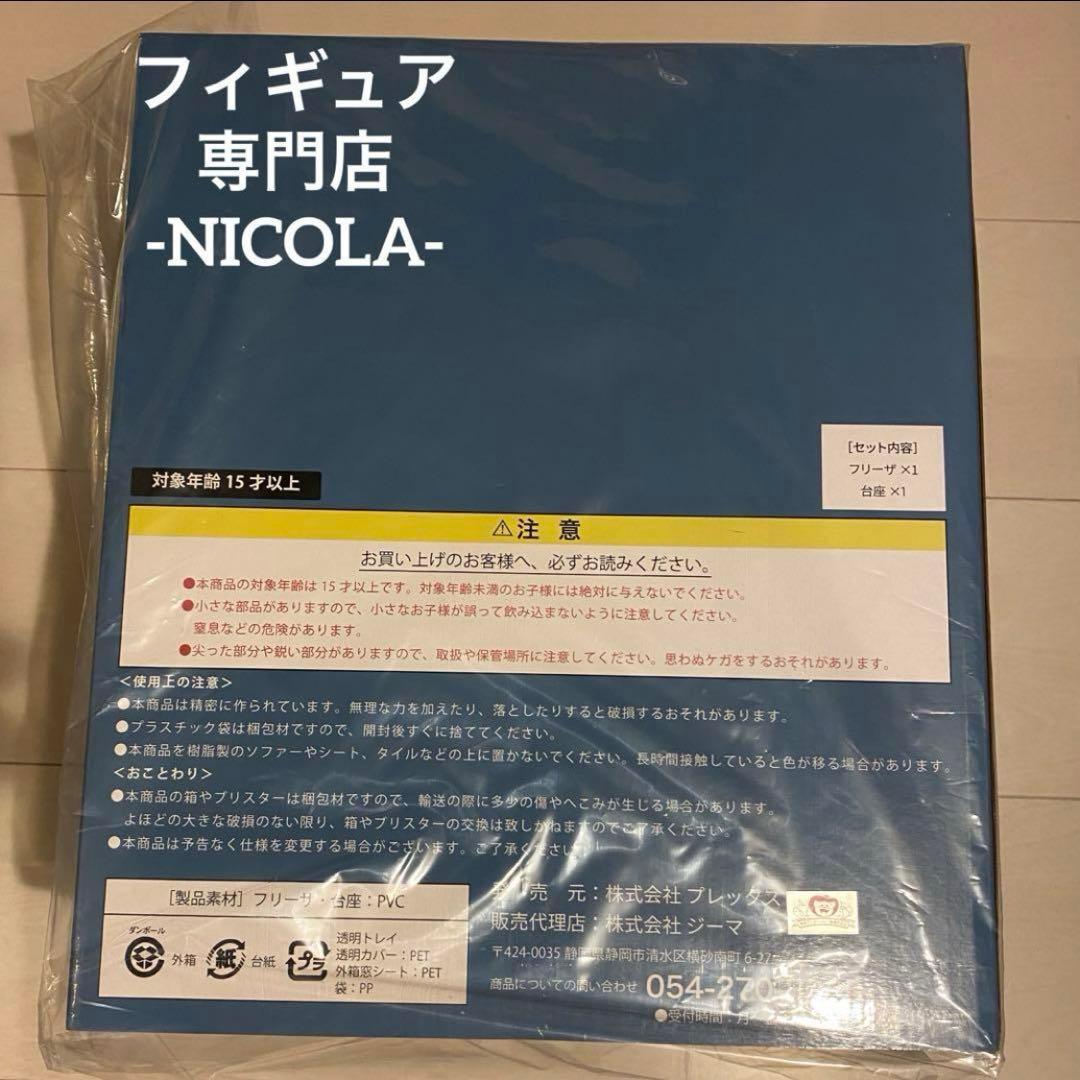 フィギュア
専門店
-NICOLA-
[セット内容]
フリーザ ×1
台座 ×1
対象年齢 15 才以上
⚠注 意
お買い上げのお客様へ、必ずお読みください。
●本商品の対象年齢は 15 才以上です。対象年齢未満のお子様には絶対に与えないでください。
●小さな部品がありますので、小さなお子様が誤って飲み込まないように注意してください。
窒息などの危険があります。
●尖った部分や鋭い部分がありますので、取扱や保管場所に注意してください。思わぬケガをするおそれがあります。
＜使用上の注意＞
●本商品は精密に作られています。無理な力を加えたり、落としたりすると破損するおそれがあります。
●プラスチック袋は梱包材ですので、開封後すぐに捨ててください。
●本商品を樹脂製のソファーやシート、タイルなどの上に置かないでください。長時間接触していると色が移る場合があります。
＜おことわり＞
●本商品の箱やブリスターは梱包材ですので、輸送の際に多少の傷やへこみが生じる場合があります。
よほどの大きな破損のない限り、箱やブリスターの交換は致しかねますのでご了承ください。
●本商品は予告なく仕様を変更する場合がございます。ご了承ください。
[製品素材] フリーザ・台座：PVC
ダンボール
外箱
紙
台紙
プラ
透明トレイ
透明カバー：PET
外箱窓シート：PET
袋：PP
発 売 元：株式会社 プレックス
販売代理店：株式会社 ジーマ
〒424-0035 静岡県静岡市清水区横砂南町 6-22
商品についての問い合わせ 054-270
●受付時間：月